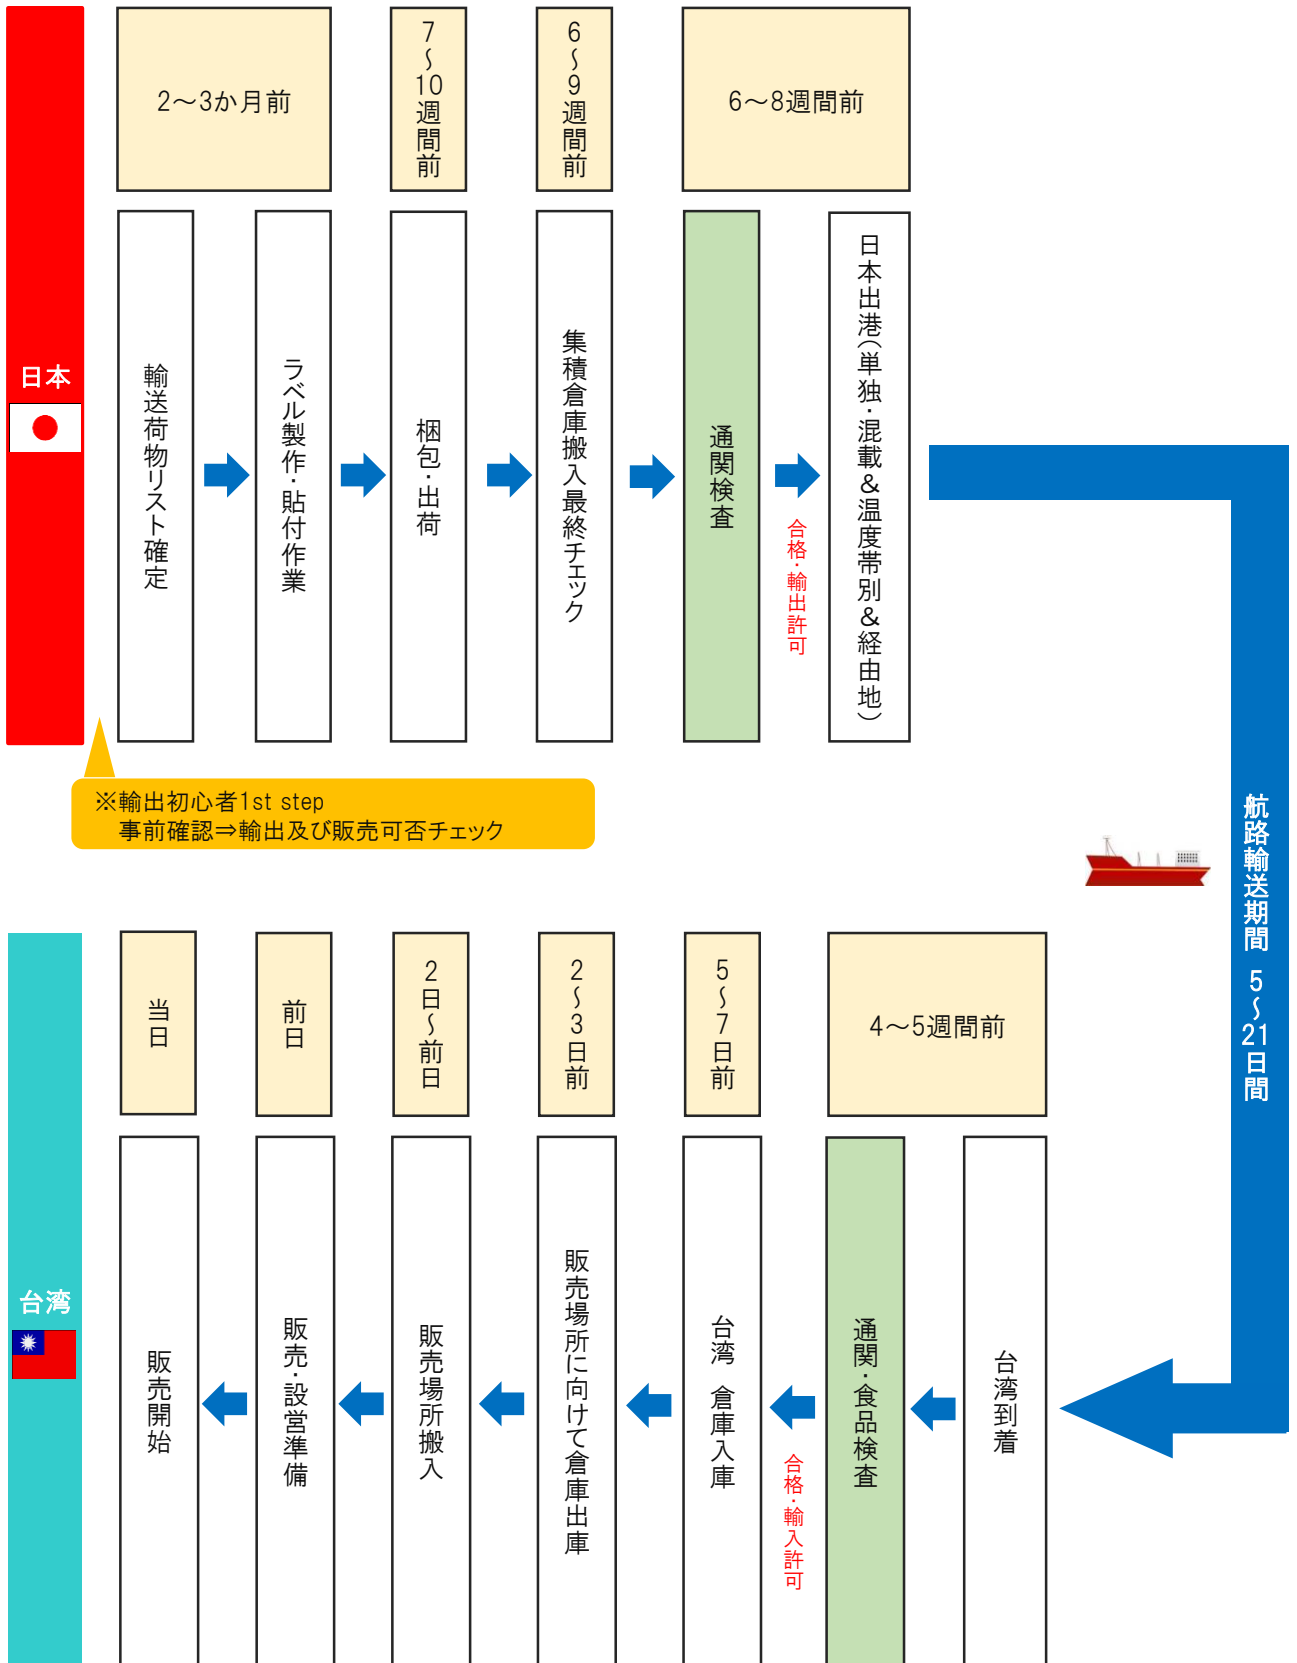 日本
2～3か月前
7～10週間前
6～9週間前
6～8週間前
輸送荷物リスト確定
ラベル製作・貼付作業
梱包・出荷
集積倉庫搬入最終チェック
通関検査
合格・輸出許可
日本出港（単独・混載＆温度帯別＆経由地）
※輸出初心者1st step
事前確認⇒輸出及び販売可否チェック
航路輸送期間 5～21日間
台湾
4～5週間前
5～7日前
2～3日前
2日～前日
前日
当日
台湾到着
通関・食品検査
合格・輸入許可
台湾 倉庫入庫
販売場所に向けて倉庫出庫
販売場所搬入
販売・設営準備
販売開始